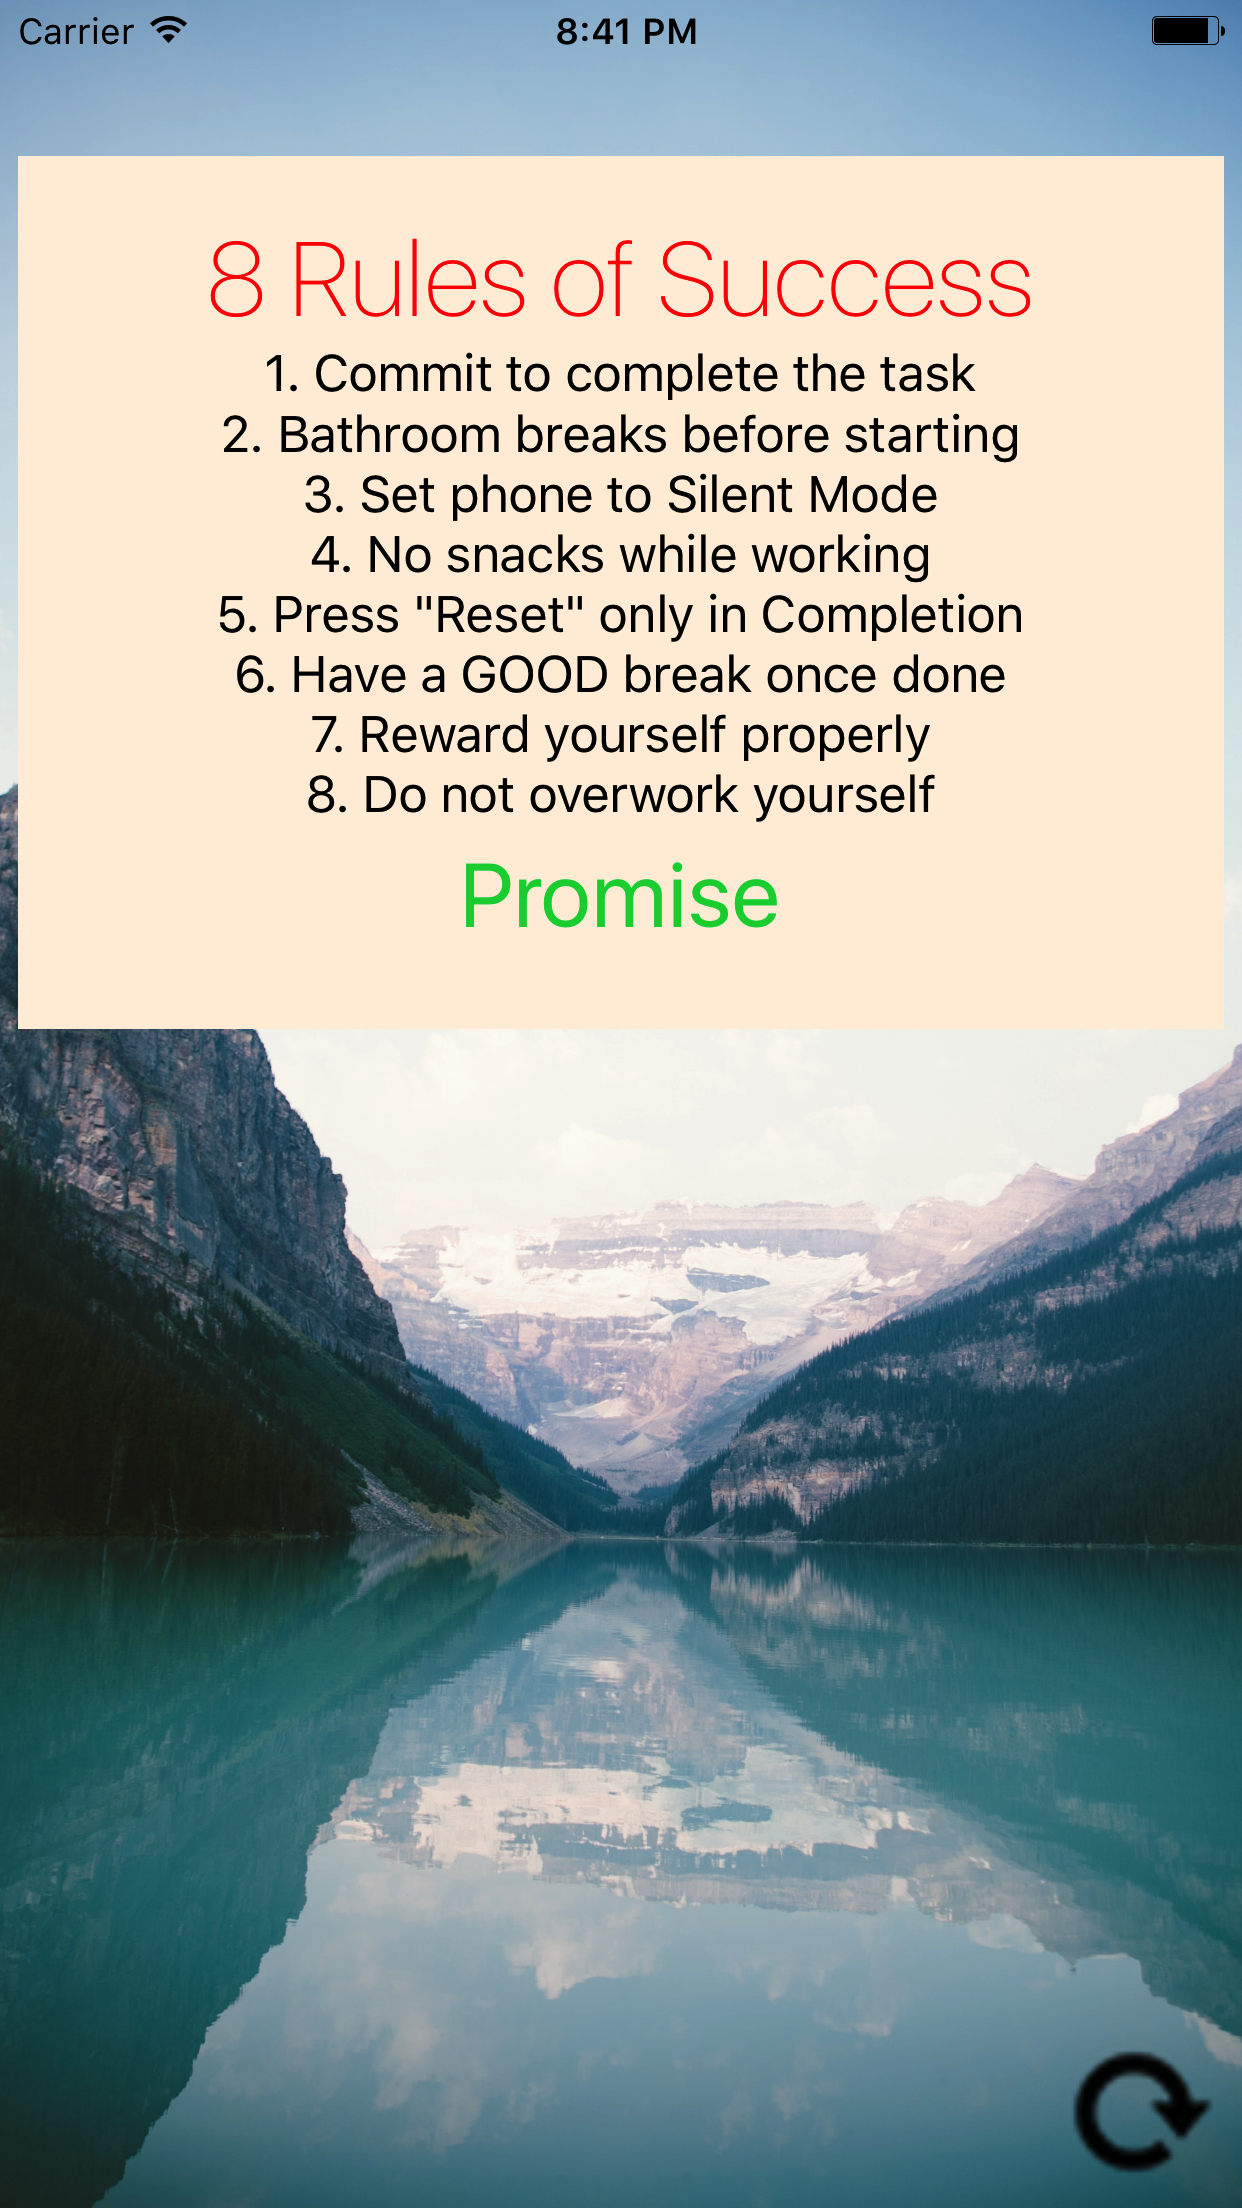 Carrier
8:41 PM
8 Rules of Success
1. Commit to complete the task
2. Bathroom breaks before starting
3. Set phone to Silent Mode
4. No snacks while working
5. Press "Reset" only in Completion
6. Have a GOOD break once done
7. Reward yourself properly
8. Do not overwork yourself
Promise